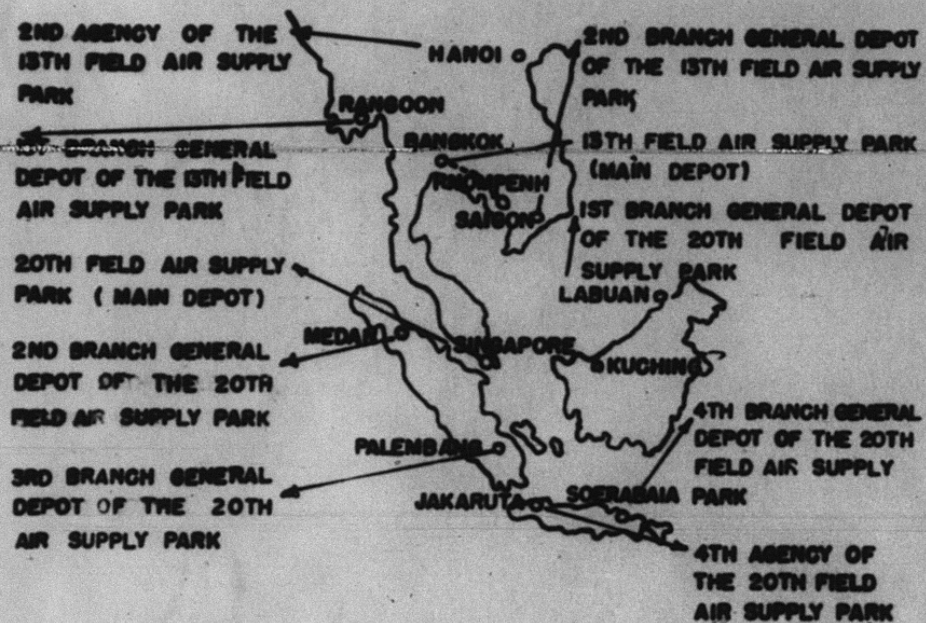 2ND AGENCY OF THE
13TH FIELD AIR SUPPLY
PARK
HANOI
2ND BRANCH GENERAL DEPOT
OF THE 13TH FIELD AIR SUPPLY
PARK
RANGOON
1ST BRANCH GENERAL
DEPOT OF THE 13TH FIELD
AIR SUPPLY PARK
BANGKOK
13TH FIELD AIR SUPPLY PARK
(MAIN DEPOT)
PNOMPENH
SAIGON
1ST BRANCH GENERAL DEPOT
OF THE 20TH FIELD AIR
SUPPLY PARK
20TH FIELD AIR SUPPLY
PARK (MAIN DEPOT)
LABUAN
MEDAN
SINGAPORE
KUCHING
2ND BRANCH GENERAL
DEPOT OF THE 20TH
FIELD AIR SUPPLY PARK
4TH BRANCH GENERAL
DEPOT OF THE 20TH
FIELD AIR SUPPLY
PARK
PALEMBANG
3RD BRANCH GENERAL
DEPOT OF THE 20TH
AIR SUPPLY PARK
JAKARUTA
SOERABAIA
4TH AGENCY OF
THE 20TH FIELD
AIR SUPPLY PARK